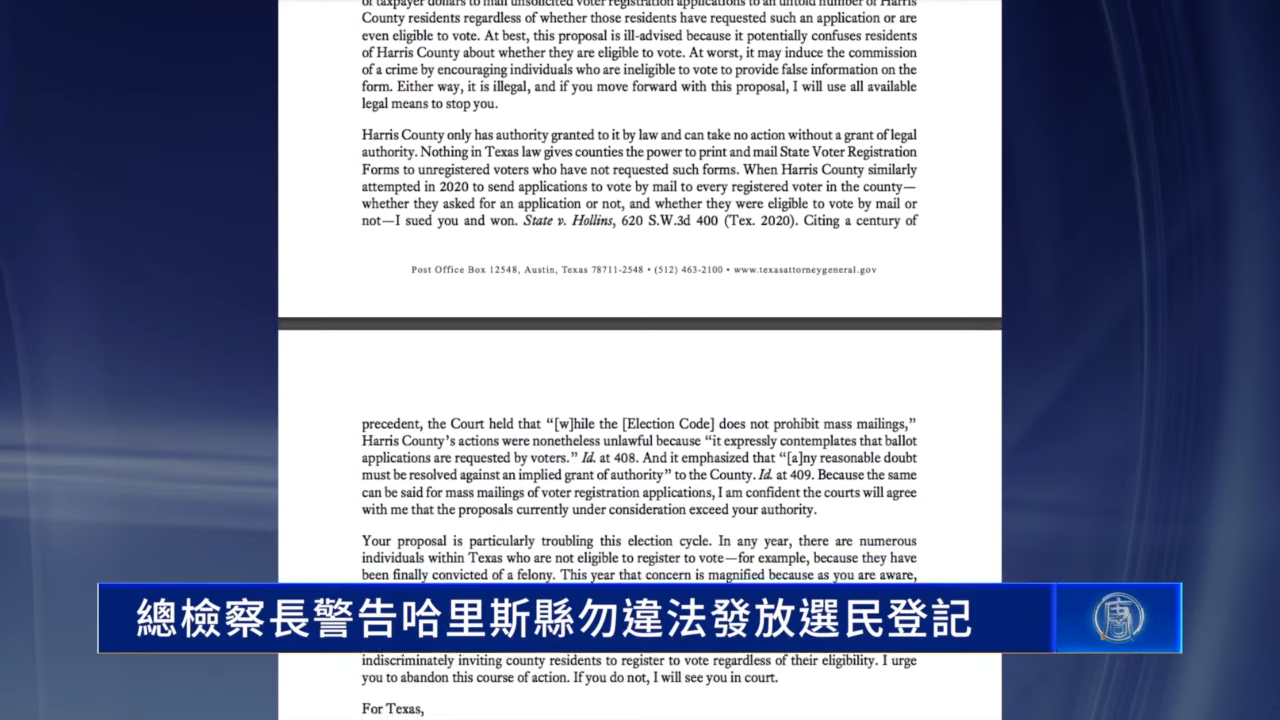 of taxpayer dollars to mail unsolicited voter registration applications to an untold number of Harris
County residents regardless of whether those residents have requested such an application or are
even eligible to vote. At best, this proposal is ill-advised because it potentially confuses residents
of Harris County about whether they are eligible to vote. At worst, it may induce the commission
of a crime by encouraging individuals who are ineligible to vote to provide false information on the
form. Either way, it is illegal, and if you move forward with this proposal, I will use all available
legal means to stop you.
Harris County only has authority granted to it by law and can take no action without a grant of legal
authority. Nothing in Texas law gives counties the power to print and mail State Voter Registration
Forms to unregistered voters who have not requested such forms. When Harris County similarly
attempted in 2020 to send applications to vote by mail to every registered voter in the county—
whether they asked for an application or not, and whether they were eligible to vote by mail or
not—I sued you and won. State v. Hollins, 620 S.W.3d 400 (Tex. 2020). Citing a century of
Post Office Box 12548, Austin, Texas 78711-2548 • (512) 463-2100 • www.texasattorneygeneral.gov
precedent, the Court held that “[w]hile the [Election Code] does not prohibit mass mailings,”
Harris County’s actions were nonetheless unlawful because “it expressly contemplates that ballot
applications are requested by voters.” Id. at 408. And it emphasized that “[a]ny reasonable doubt
must be resolved against an implied grant of authority” to the County. Id. at 409. Because the same
can be said for mass mailings of voter registration applications, I am confident the courts will agree
with me that the proposals currently under consideration exceed your authority.
Your proposal is particularly troubling this election cycle. In any year, there are numerous
individuals within Texas who are not eligible to register to vote—for example, because they have
been finally convicted of a felony. This year that concern is magnified because as you are aware,
總檢察長警告哈里斯縣勿違法發放選民登記
indiscriminately inviting county residents to register to vote regardless of their eligibility. I urge
you to abandon this course of action. If you do not, I will see you in court.
For Texas,